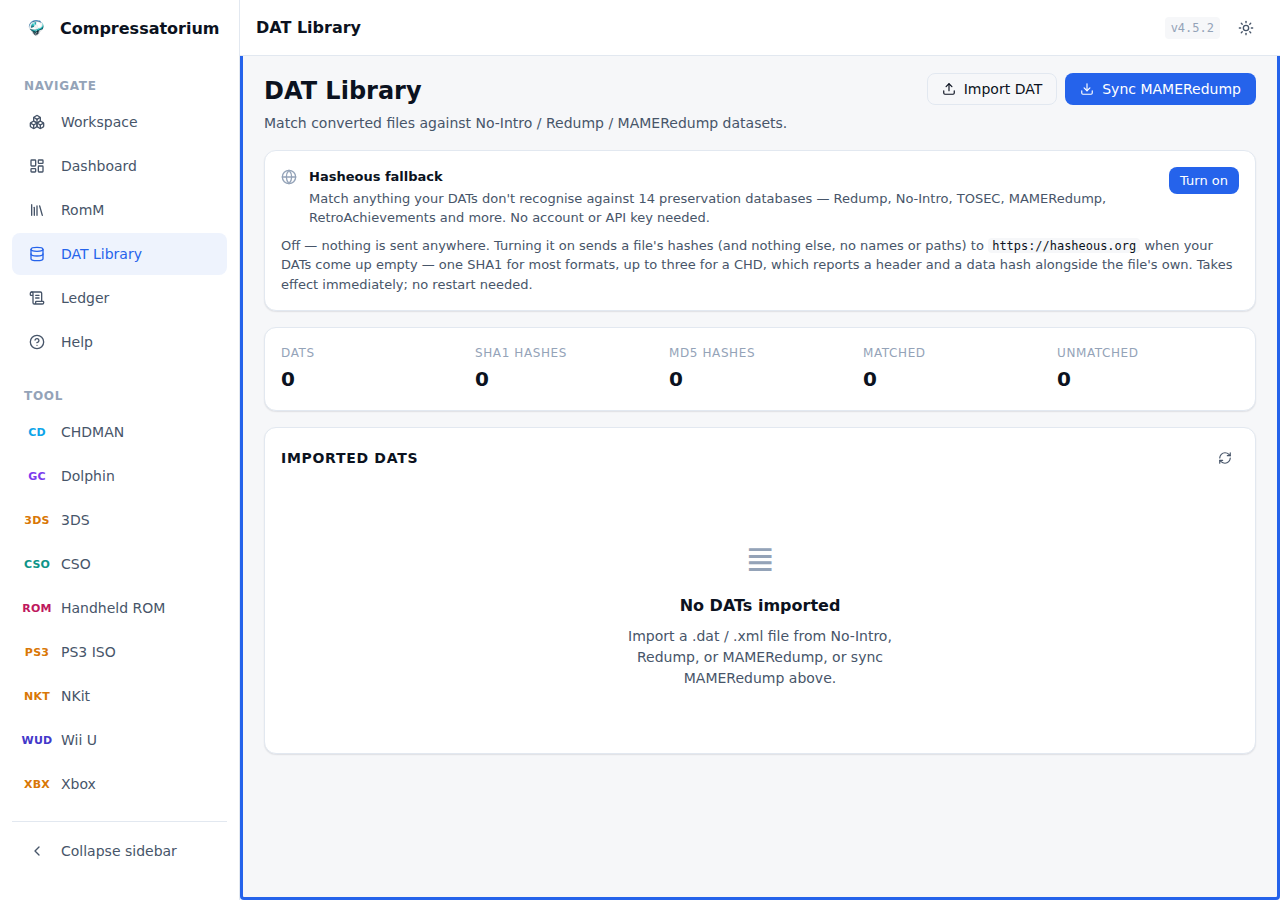 Compressatorium
DAT Library
v4.5.2
NAVIGATE
Workspace
Dashboard
RomM
DAT Library
Ledger
Help
TOOL
CD CHDMAN
GC Dolphin
3DS 3DS
CSO CSO
ROM Handheld ROM
PS3 PS3 ISO
NKT NKit
WUD Wii U
XBX Xbox
Collapse sidebar
DAT Library
Import DAT
Sync MAMERedump
Match converted files against No-Intro / Redump / MAMERedump datasets.
Hasheous fallback
Turn on
Match anything your DATs don't recognise against 14 preservation databases — Redump, No-Intro, TOSEC, MAMERedump,
RetroAchievements and more. No account or API key needed.
Off — nothing is sent anywhere. Turning it on sends a file's hashes (and nothing else, no names or paths) to https://hasheous.org when your
DATs come up empty — one SHA1 for most formats, up to three for a CHD, which reports a header and a data hash alongside the file's own. Takes
effect immediately; no restart needed.
DATS SHA1 HASHES MD5 HASHES MATCHED UNMATCHED
0 0 0 0 0
IMPORTED DATS
No DATs imported
Import a .dat / .xml file from No-Intro,
Redump, or MAMERedump, or sync
MAMERedump above.